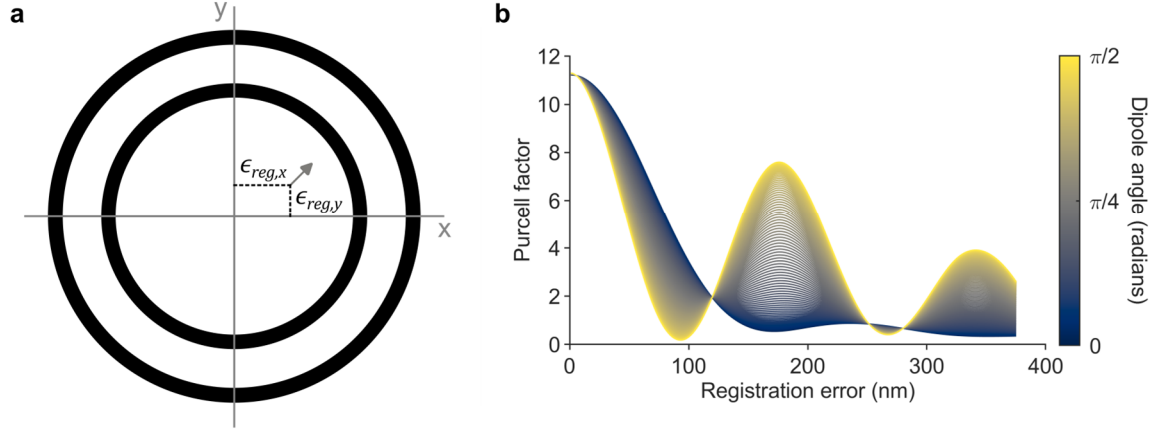 a
y
ϵreg,x
ϵreg,y
x
b
12
10
8
6
4
2
0
Purcell factor
0 100 200 300 400
Registration error (nm)
π/2
π/4
0
Dipole angle (radians)